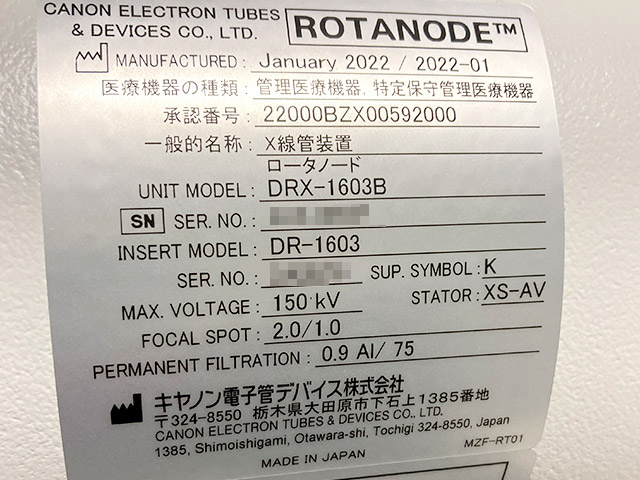 CANON ELECTRON TUBES
& DEVICES CO., LTD.
ROTANODE™
MANUFACTURED: January 2022 / 2022-01
医療機器の種類: 管理医療機器, 特定保守管理医療機器
承認番号: 22000BZX00592000
一般的名称: X線管装置
ロータノード
UNIT MODEL: DRX-1603B
SN SER. NO.
INSERT MODEL: DR-1603
SER. NO.: SUP. SYMBOL: K
MAX. VOLTAGE: 150 kV STATOR: XS-AV
FOCAL SPOT: 2.0/1.0
PERMANENT FILTRATION: 0.9 Al/ 75
キヤノン電子管デバイス株式会社
〒324-8550 栃木県大田原市下石上1385番地
CANON ELECTRON TUBES & DEVICES CO., LTD.
1385, Shimoishigami, Otawara-shi, Tochigi 324-8550, Japan
MADE IN JAPAN
MZF-RT01